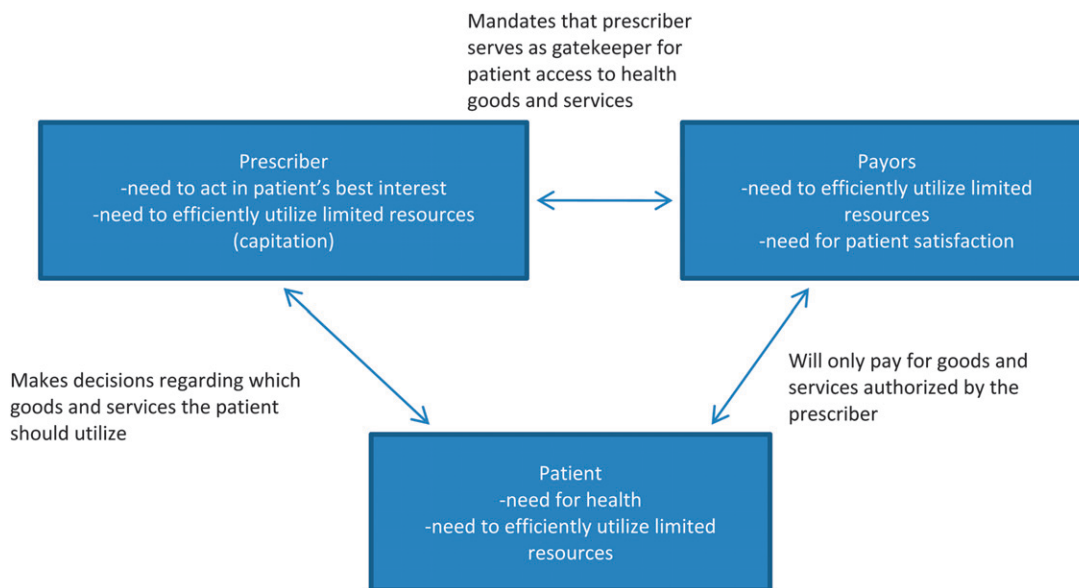 Mandates that prescriber
serves as gatekeeper for
patient access to health
goods and services
Prescriber
-need to act in patient’s best interest
-need to efficiently utilize limited resources
(capitation)
Payors
-need to efficiently utilize limited
resources
-need for patient satisfaction
Makes decisions regarding which
goods and services the patient
should utilize
Will only pay for goods and
services authorized by the
prescriber
Patient
-need for health
-need to efficiently utilize limited
resources